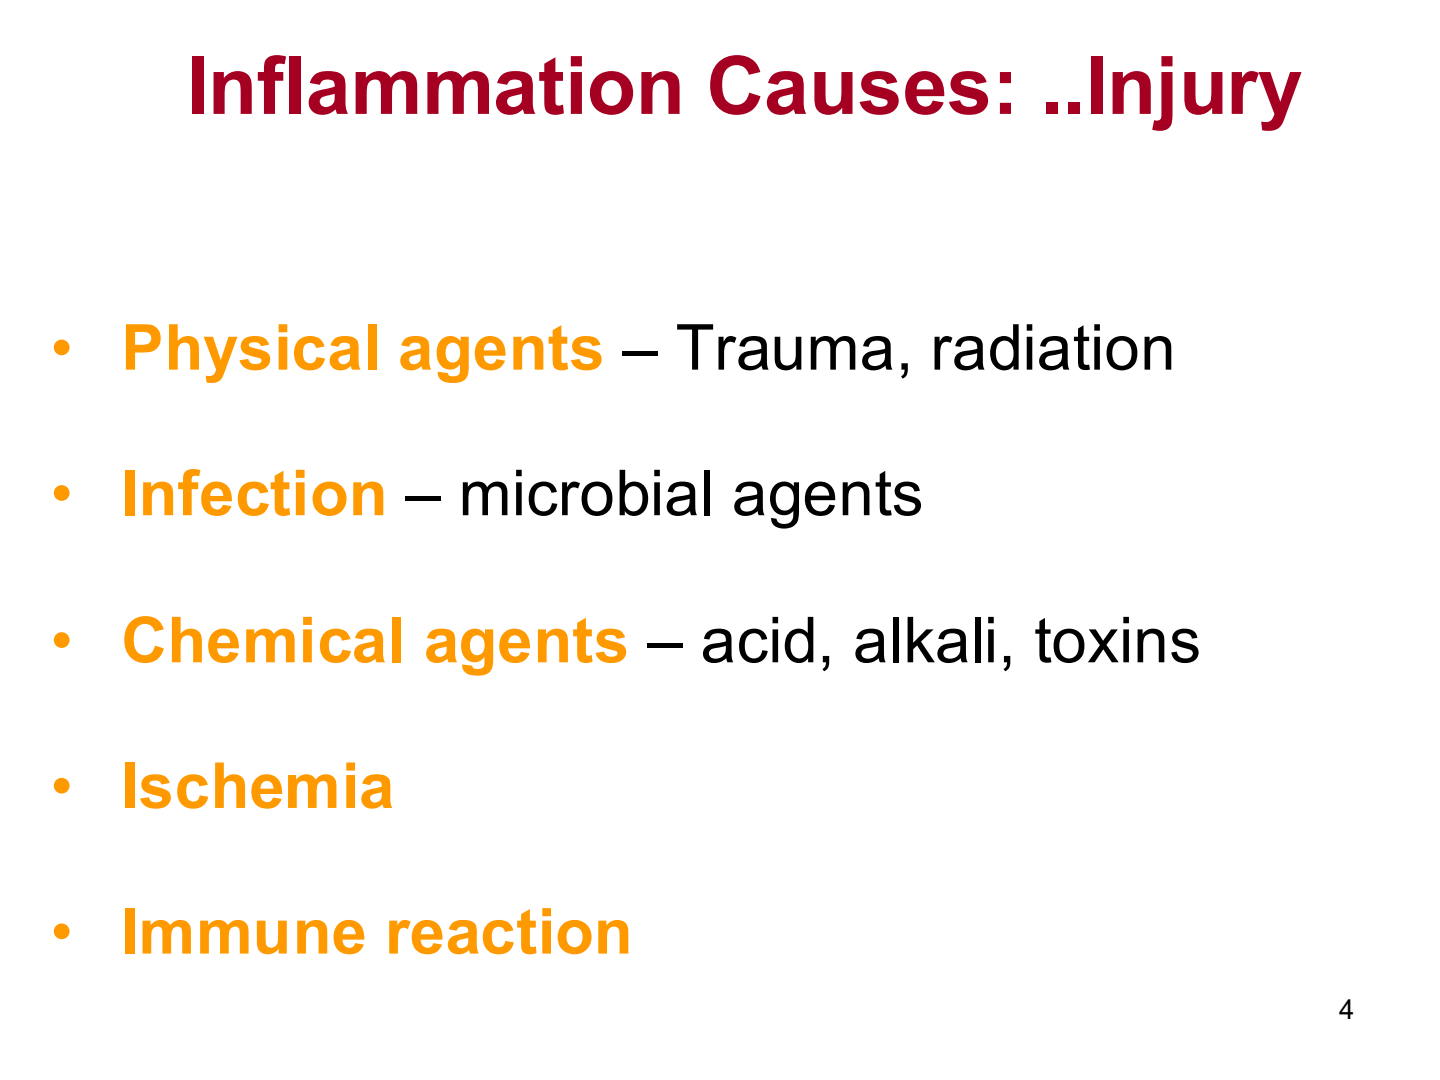 Inflammation Causes: ..Injury
• Physical agents – Trauma, radiation
• Infection – microbial agents
• Chemical agents – acid, alkali, toxins
• Ischemia
• Immune reaction
4